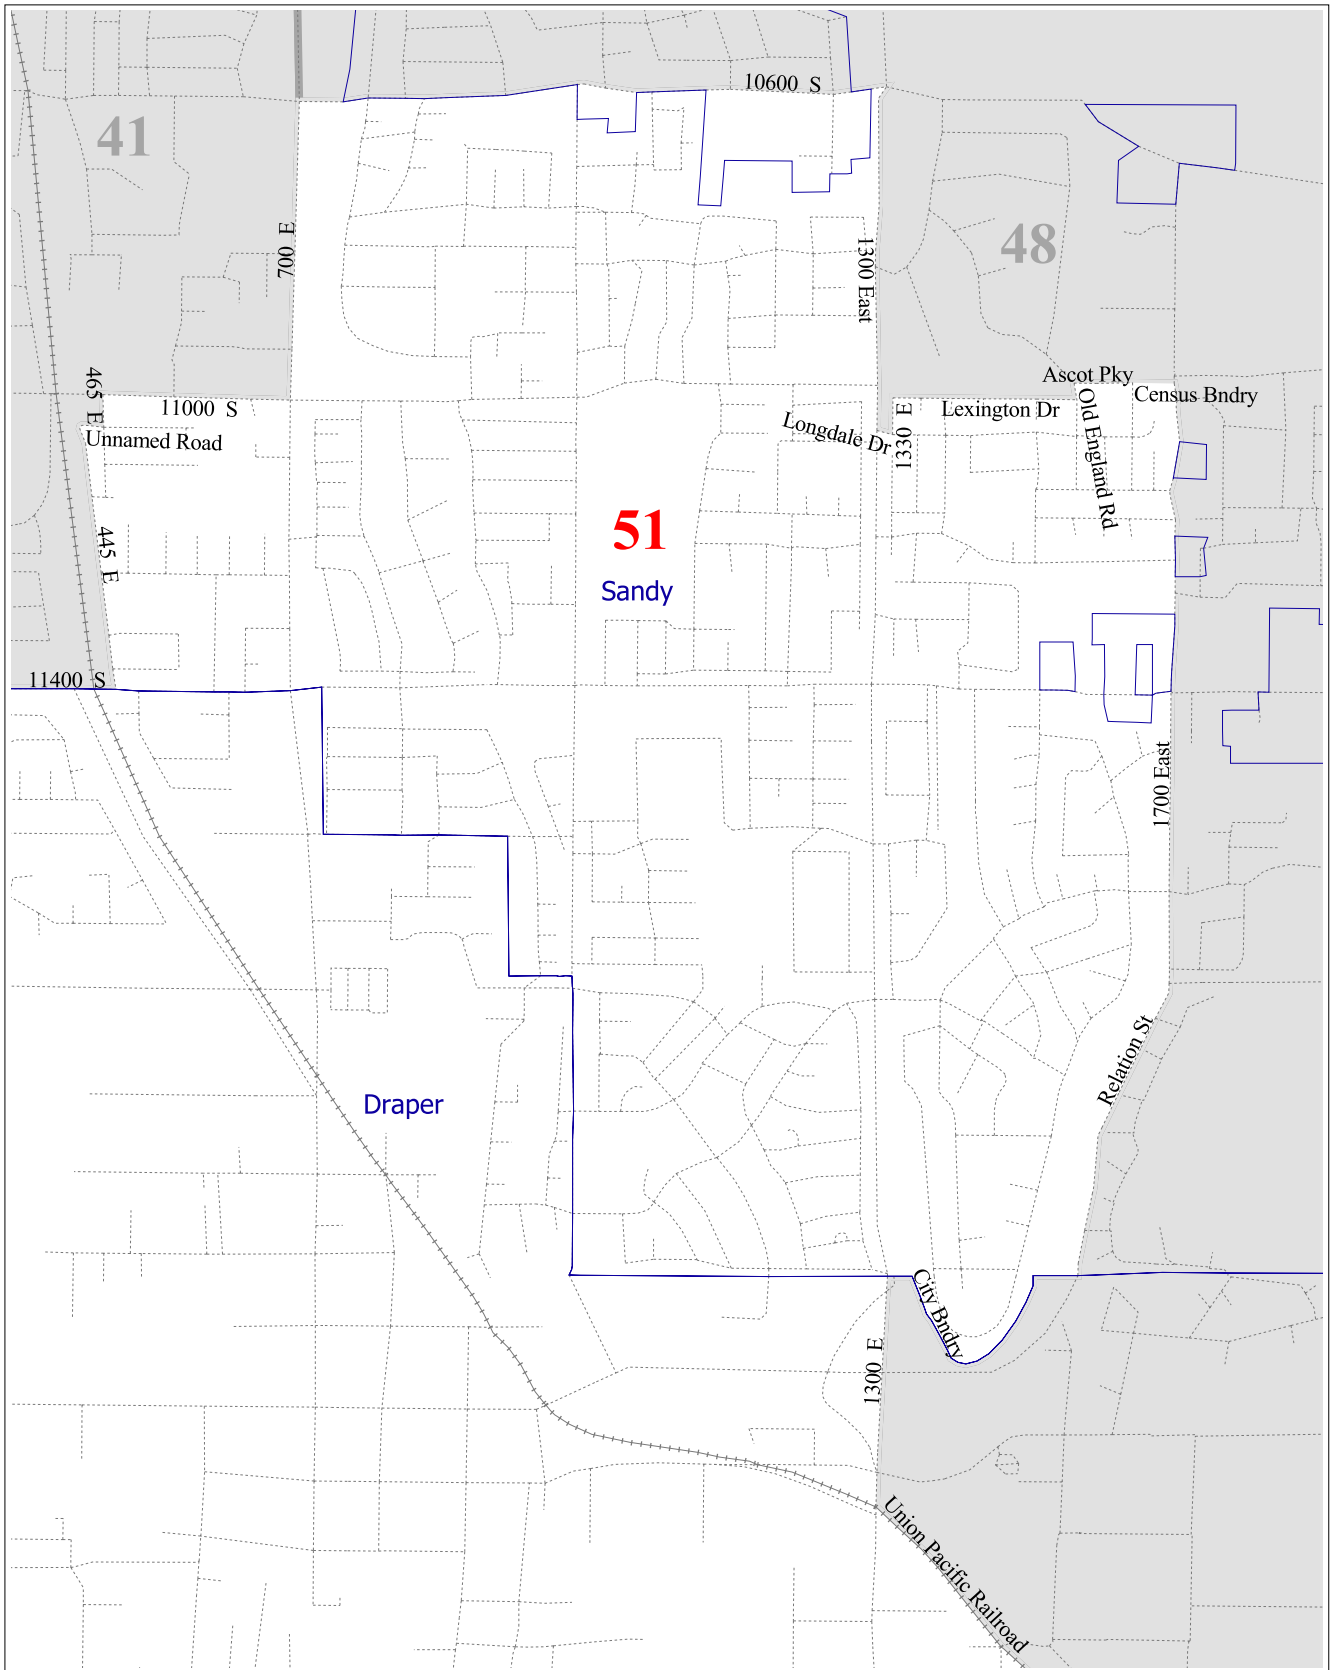 10600 S
41
48
700 E
1300 East
465 E
11000 S
Unnamed Road
Ascot Pky
Census Bndry
Longdale Dr
1330 E
Lexington Dr
Old England Rd
51
Sandy
445 E
11400 S
1700 East
Relation St
Draper
City Bndry
1300 E
Union Pacific Railroad